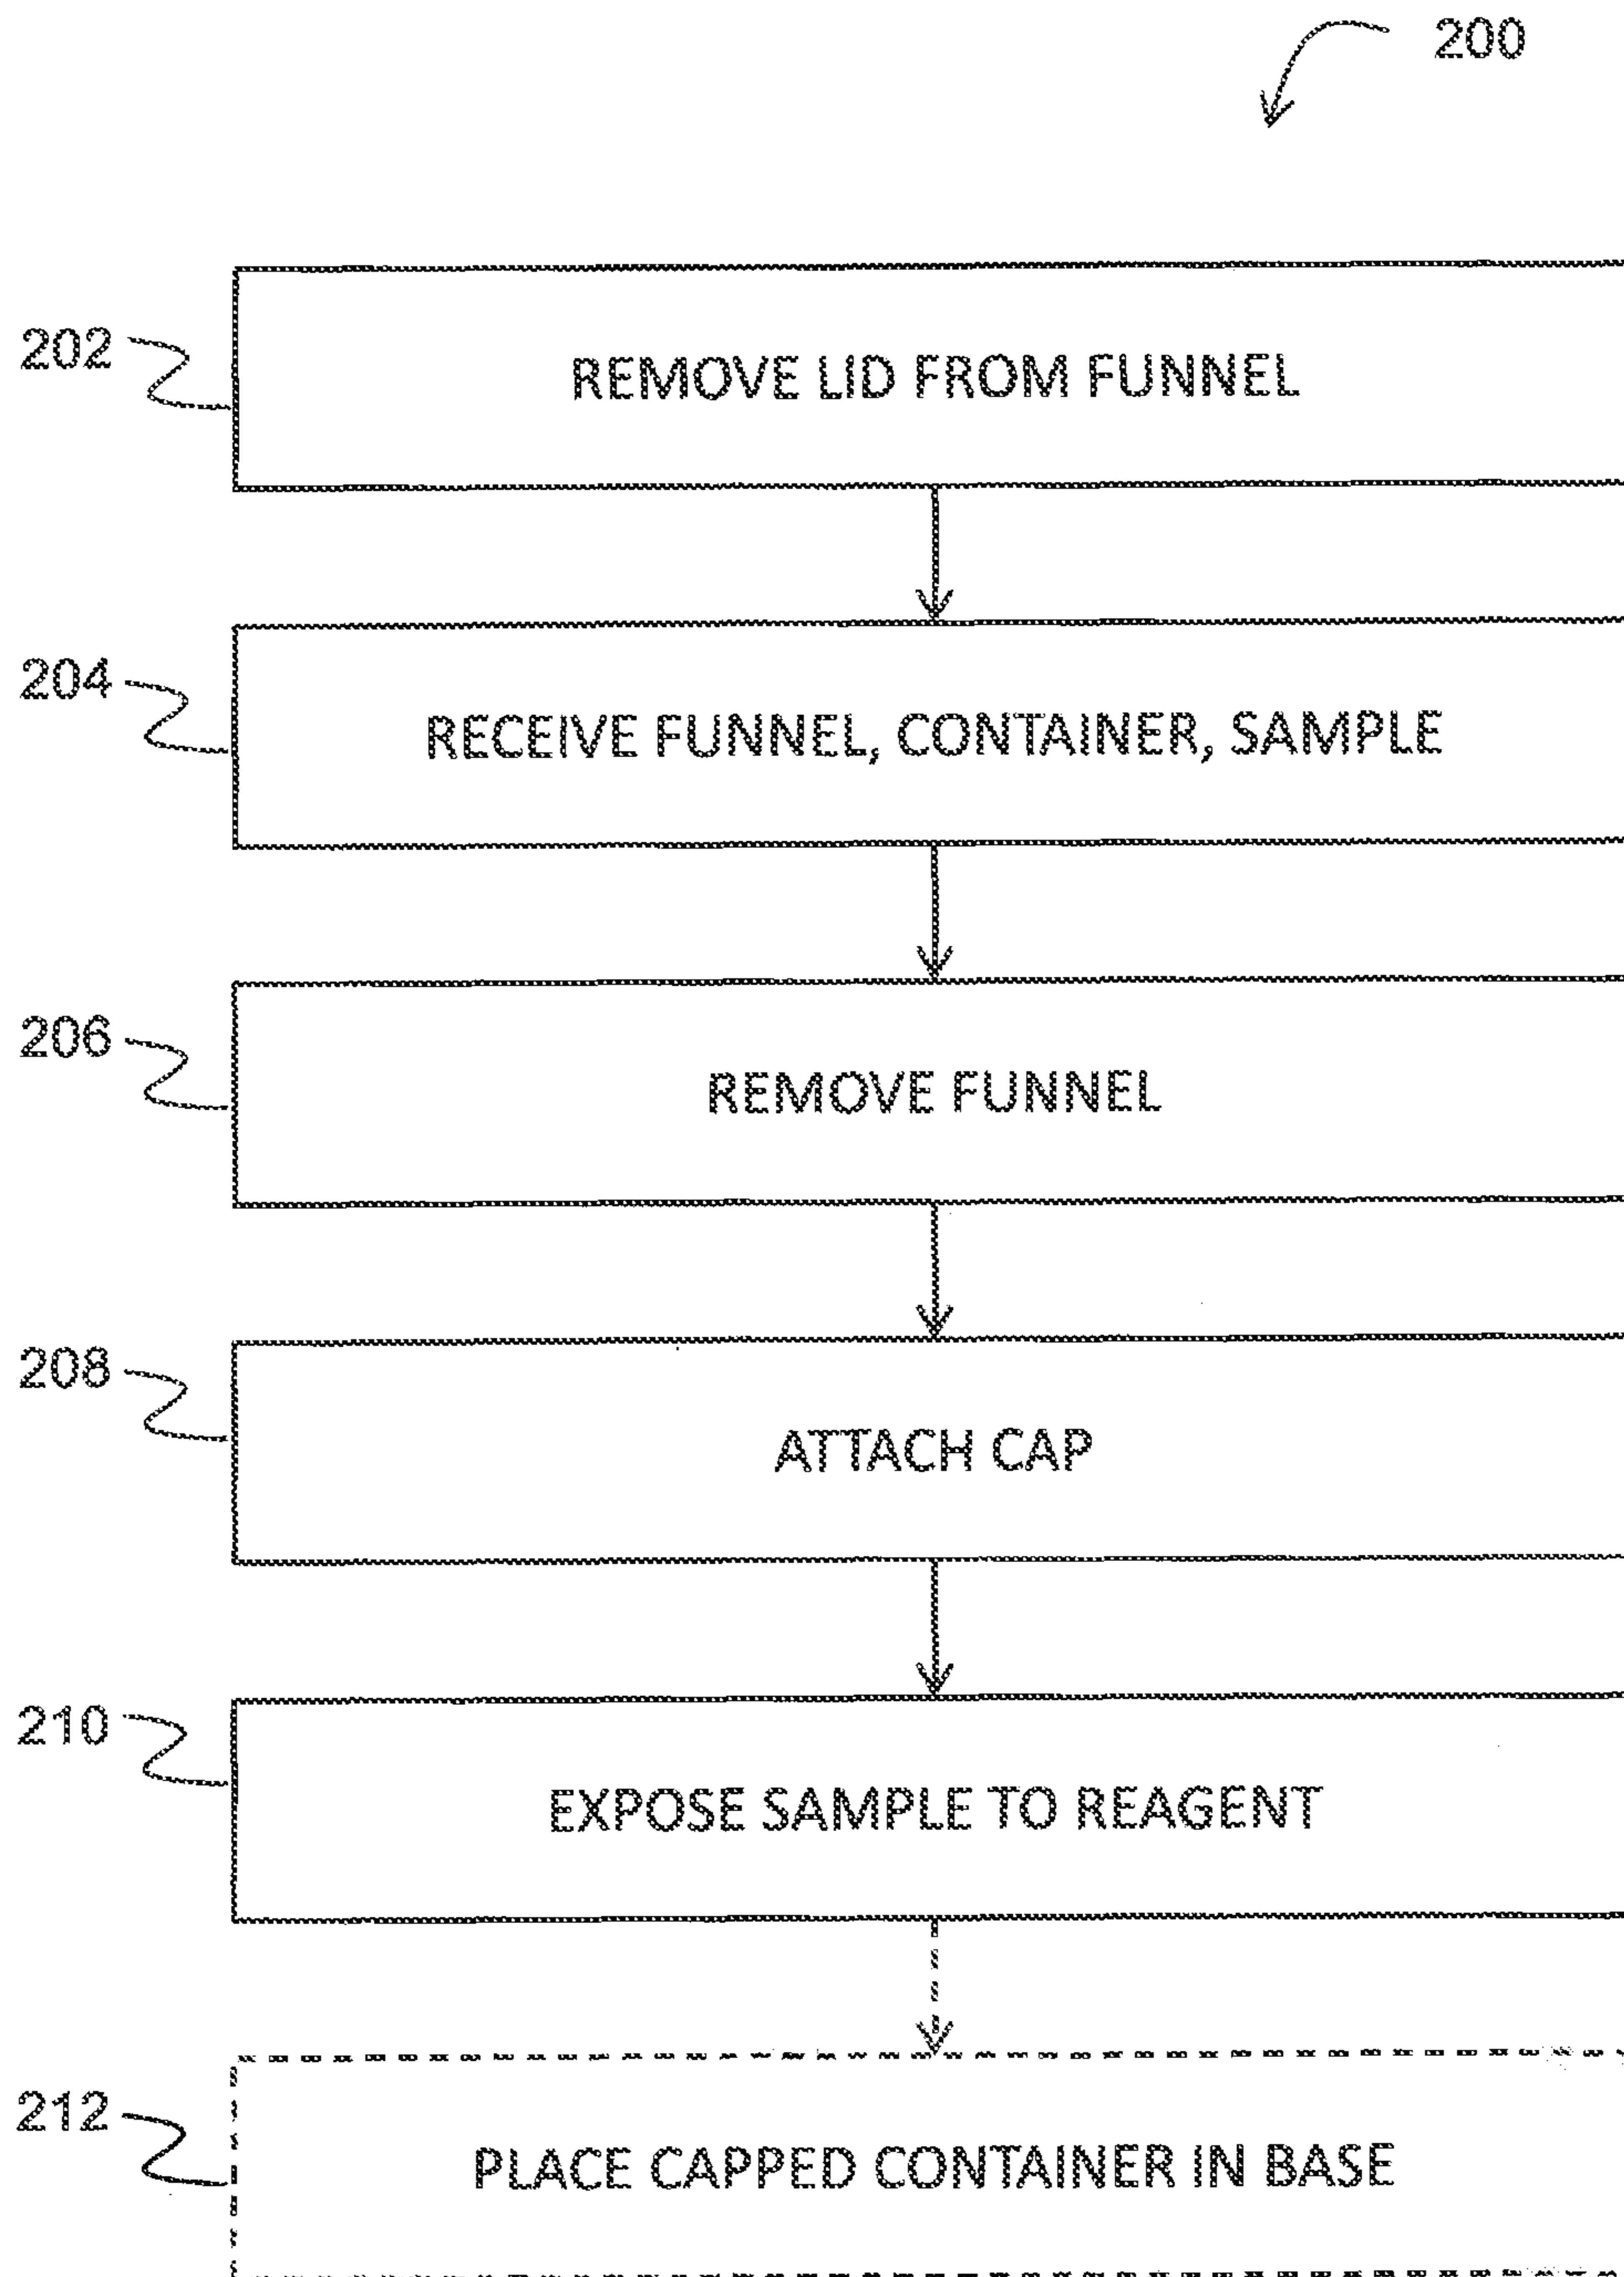 200
202
REMOVE LID FROM FUNNEL
204
RECEIVE FUNNEL, CONTAINER, SAMPLE
206
REMOVE FUNNEL
208
ATTACH CAP
210
EXPOSE SAMPLE TO REAGENT
212
PLACE CAPPED CONTAINER IN BASE